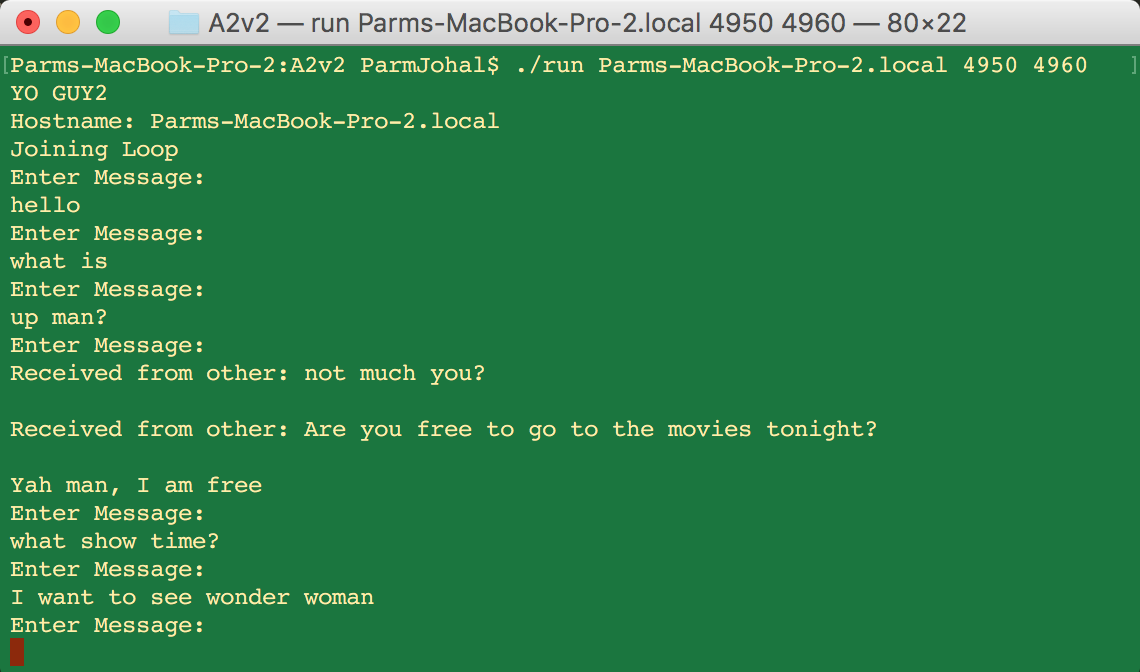 A2v2 — run Parms-MacBook-Pro-2.local 4950 4960 — 80×22
[Parms-MacBook-Pro-2:A2v2 ParmJohal$ ./run Parms-MacBook-Pro-2.local 4950 4960 ]
YO GUY2
Hostname: Parms-MacBook-Pro-2.local
Joining Loop
Enter Message:
hello
Enter Message:
what is
Enter Message:
up man?
Enter Message:
Received from other: not much you?
Received from other: Are you free to go to the movies tonight?
Yah man, I am free
Enter Message:
what show time?
Enter Message:
I want to see wonder woman
Enter Message: